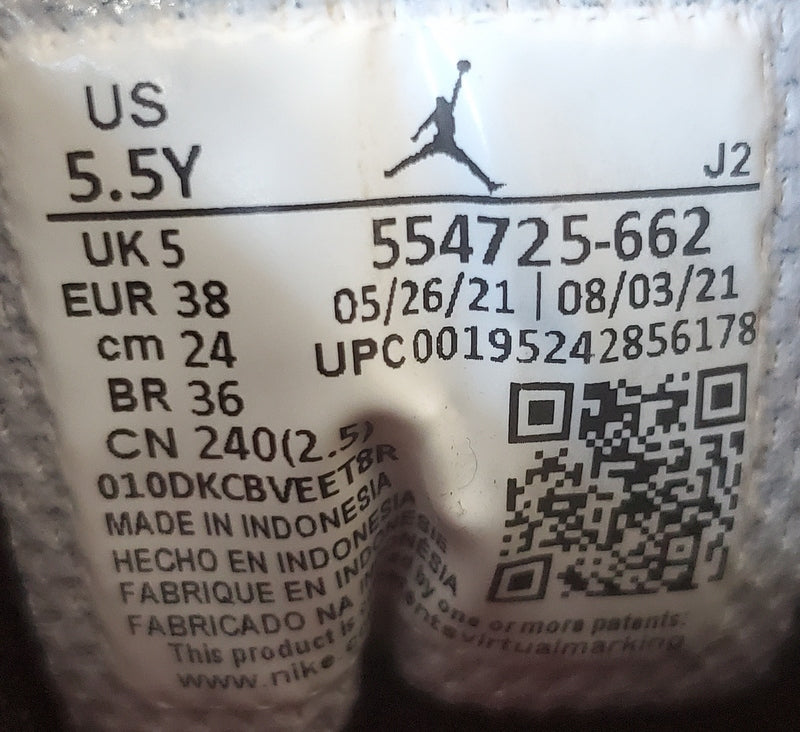 US
5.5Y
J2
UK 5
EUR 38
cm 24
BR 36
CN 240(2.5)
554725-662
05/26/21 | 08/03/21
UPC00195242856178
010DKCBVEET8R
MADE IN INDONESIA
HECHO EN INDONESIA
FABRIQUE EN INDONESIE
FABRICADO NA INDONESIA
This product is by one or more patents:
www.nike.